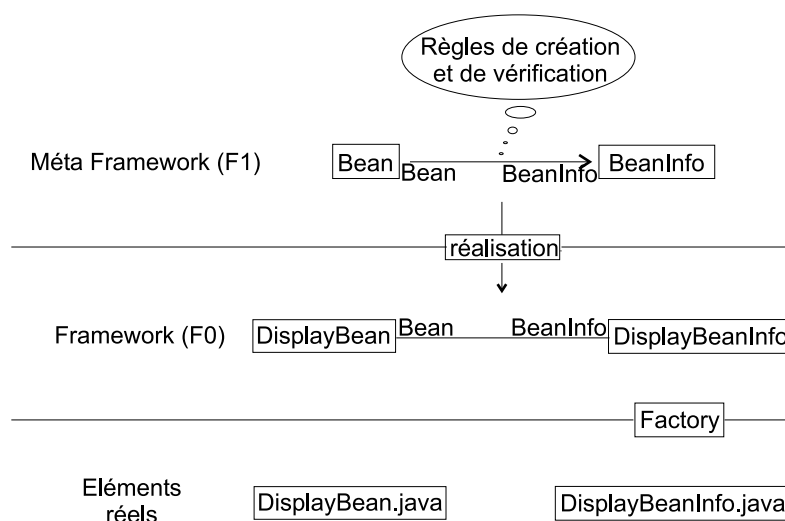 Règles de création
et de vérification
Méta Framework (F1)
Bean
Bean
BeanInfo
BeanInfo
réalisation
Framework (F0)
DisplayBean
Bean
BeanInfo
DisplayBeanInfo
Factory
Eléments
réels
DisplayBean.java
DisplayBeanInfo.java